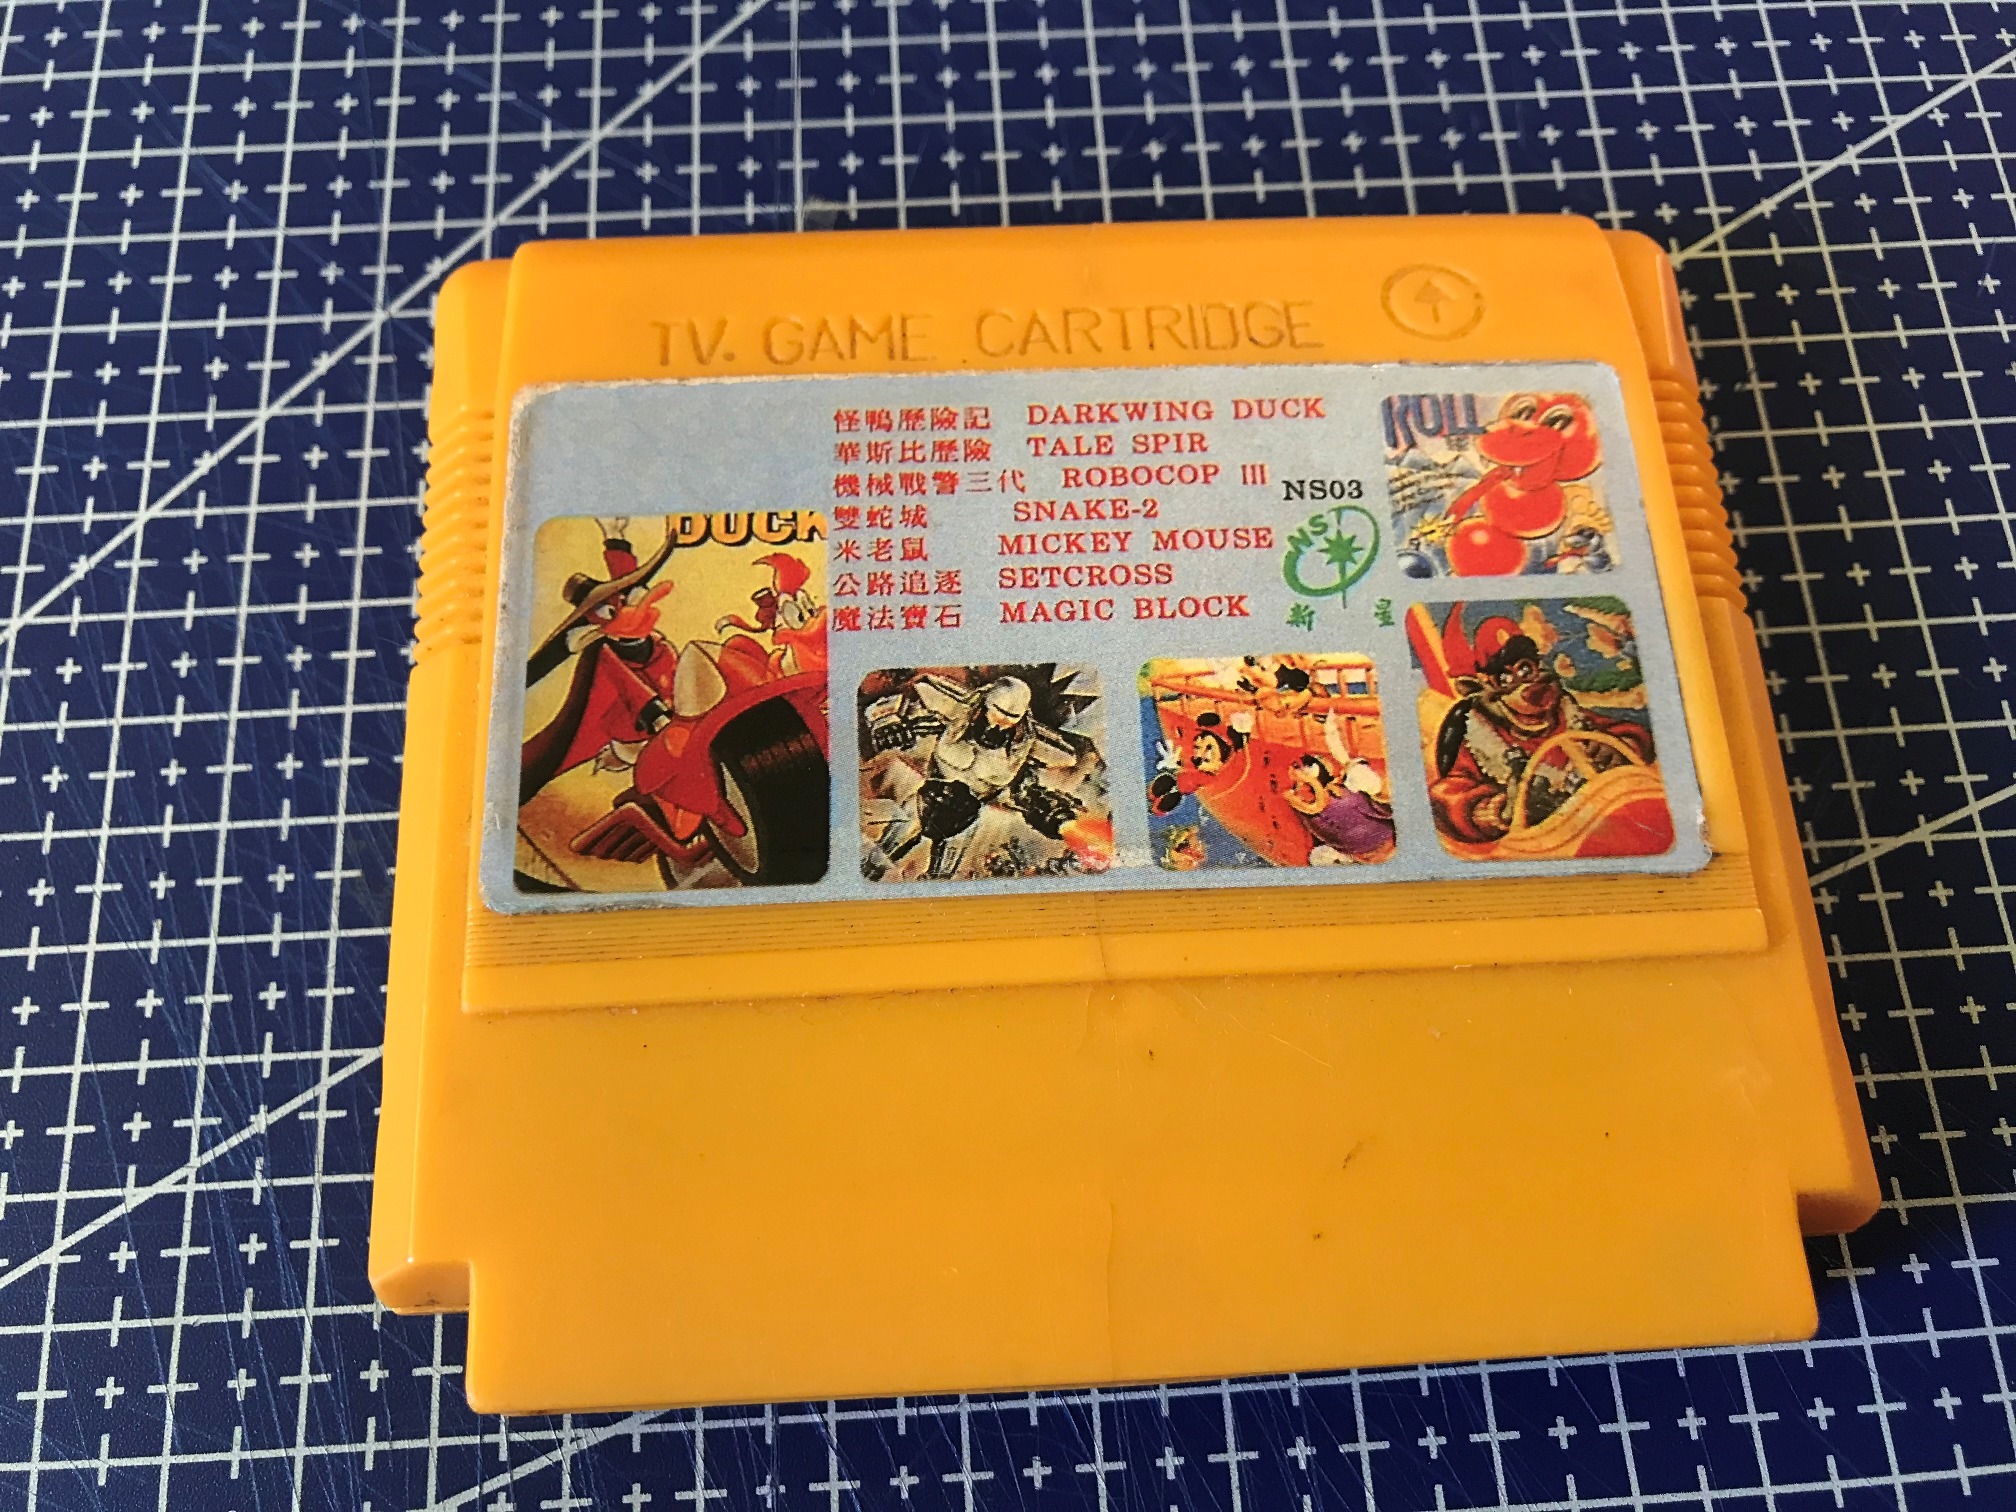 TV. GAME CARTRIDGE
怪鴨歷險記 DARKWING DUCK
華斯比歷險 TALE SPIR
機械戰警三代 ROBOCOP III
雙蛇城 SNAKE-2
米老鼠 MICKEY MOUSE
公路追逐 SETCROSS
魔法寶石 MAGIC BLOCK
NS03
NS
新星
DUCK
ROLL